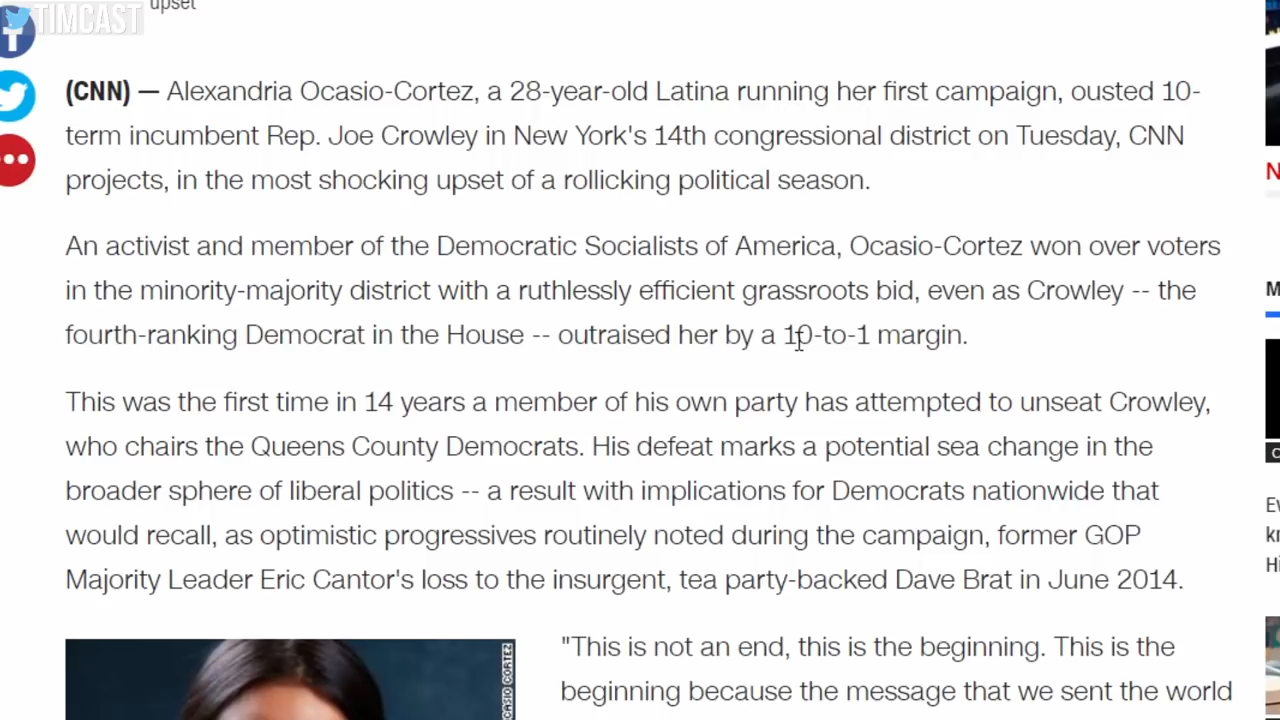 TIMCAST
upset
(CNN) — Alexandria Ocasio-Cortez, a 28-year-old Latina running her first campaign, ousted 10-
term incumbent Rep. Joe Crowley in New York's 14th congressional district on Tuesday, CNN
projects, in the most shocking upset of a rollicking political season.
An activist and member of the Democratic Socialists of America, Ocasio-Cortez won over voters
in the minority-majority district with a ruthlessly efficient grassroots bid, even as Crowley -- the
fourth-ranking Democrat in the House -- outraised her by a 10-to-1 margin.
This was the first time in 14 years a member of his own party has attempted to unseat Crowley,
who chairs the Queens County Democrats. His defeat marks a potential sea change in the
broader sphere of liberal politics -- a result with implications for Democrats nationwide that
would recall, as optimistic progressives routinely noted during the campaign, former GOP
Majority Leader Eric Cantor's loss to the insurgent, tea party-backed Dave Brat in June 2014.
"This is not an end, this is the beginning. This is the
beginning because the message that we sent the world
CASIO CORTEZ
N
M
Ev
Hi